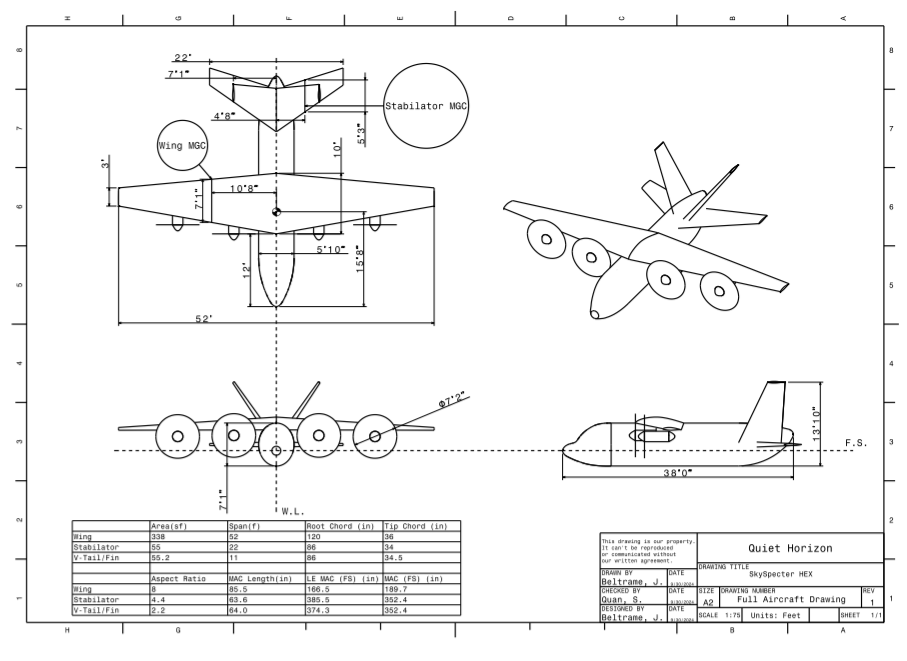 H G F E D C B A
8
8
22'
7'1"
Stabilator MGC
4'8"
5'3"
7
7
Wing MGC
10'
3'
10'8"
7'1"
6
6
5'10"
15'8"
12'
5
5
52'
4
4
Φ7'2"
13'10"
3
3
F.S.
38'0"
7'1"
W.L.
2
2
Area(sf) Span(f) Root Chord (in) Tip Chord (in)
Wing 338 52 120 36
Stabilator 55 22 86 34
V-Tail/Fin 55.2 11 86 34.5
Aspect Ratio MAC Length(in) LE MAC (FS) (in) MAC (FS) (in)
Wing 8 85.5 166.5 189.7
Stabilator 4.4 63.6 385.5 352.4
V-Tail/Fin 2.2 64.0 374.3 352.4
This drawing is our property.
It can't be reproduced
or communicated without
our written agreement.
Quiet Horizon
DRAWING TITLE
SkySpecter HEX
DRAWN BY DATE
Beltrame, J. 9/30/2024
CHECKED BY DATE
Quan, S. 9/30/2024
SIZE DRAWING NUMBER REV
A2 Full Aircraft Drawing 1
DESIGNED BY DATE
Beltrame, J. 9/30/2024
SCALE 1:75 Units: Feet SHEET 1/1
1
1
H G B A